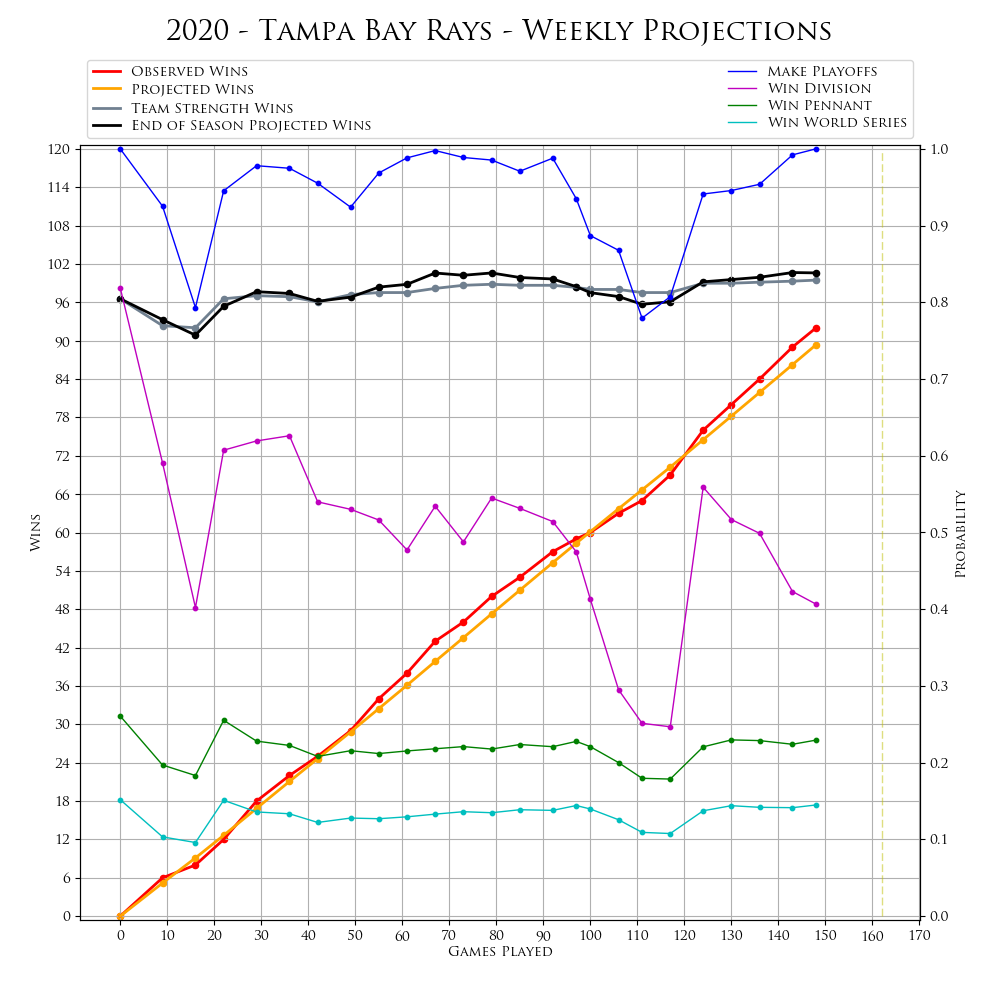 2020 - Tampa Bay Rays - Weekly Projections
Observed Wins
Projected Wins
Team Strength Wins
End of Season Projected Wins
Make Playoffs
Win Division
Win Pennant
Win World Series
120
114
108
102
96
90
84
78
72
66
60
54
48
42
36
30
24
18
12
6
0
Wins
1.0
0.9
0.8
0.7
0.6
0.5
0.4
0.3
0.2
0.1
0.0
Probability
0 10 20 30 40 50 60 70 80 90 100 110 120 130 140 150 160 170
Games Played